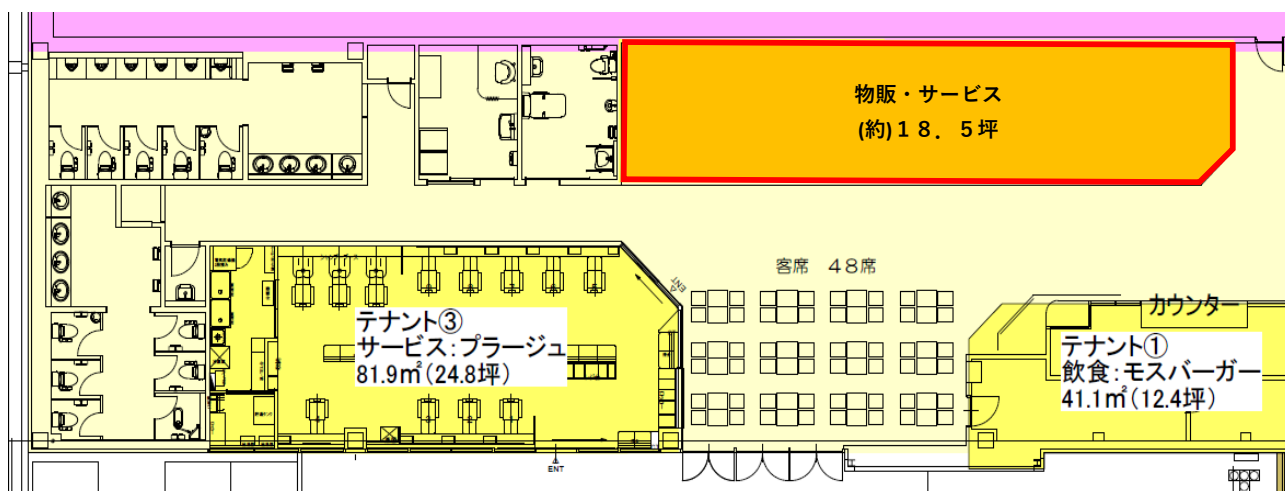 物販・サービス
(約)１８．５坪
客席　４８席
ENT
カウンター
テナント③
サービス:プラージュ
81.9㎡(24.8坪)
テナント①
飲食:モスバーガー
41.1㎡(12.4坪)
ENT